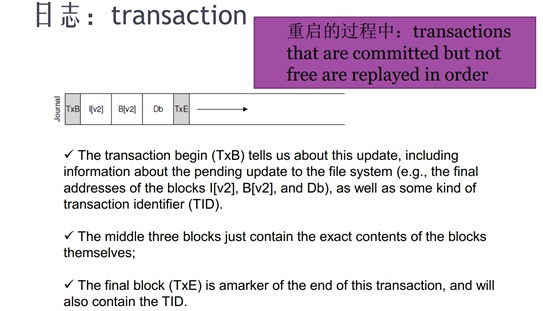 日志：transaction
重启的过程中：transactions
that are committed but not
free are replayed in order
Journal
TxB I[v2] B[v2] Db TxE
✓ The transaction begin (TxB) tells us about this update, including
information about the pending update to the file system (e.g., the final
addresses of the blocks I[v2], B[v2], and Db), as well as some kind of
transaction identifier (TID).
✓ The middle three blocks just contain the exact contents of the blocks
themselves;
✓ The final block (TxE) is amarker of the end of this transaction, and will
also contain the TID.